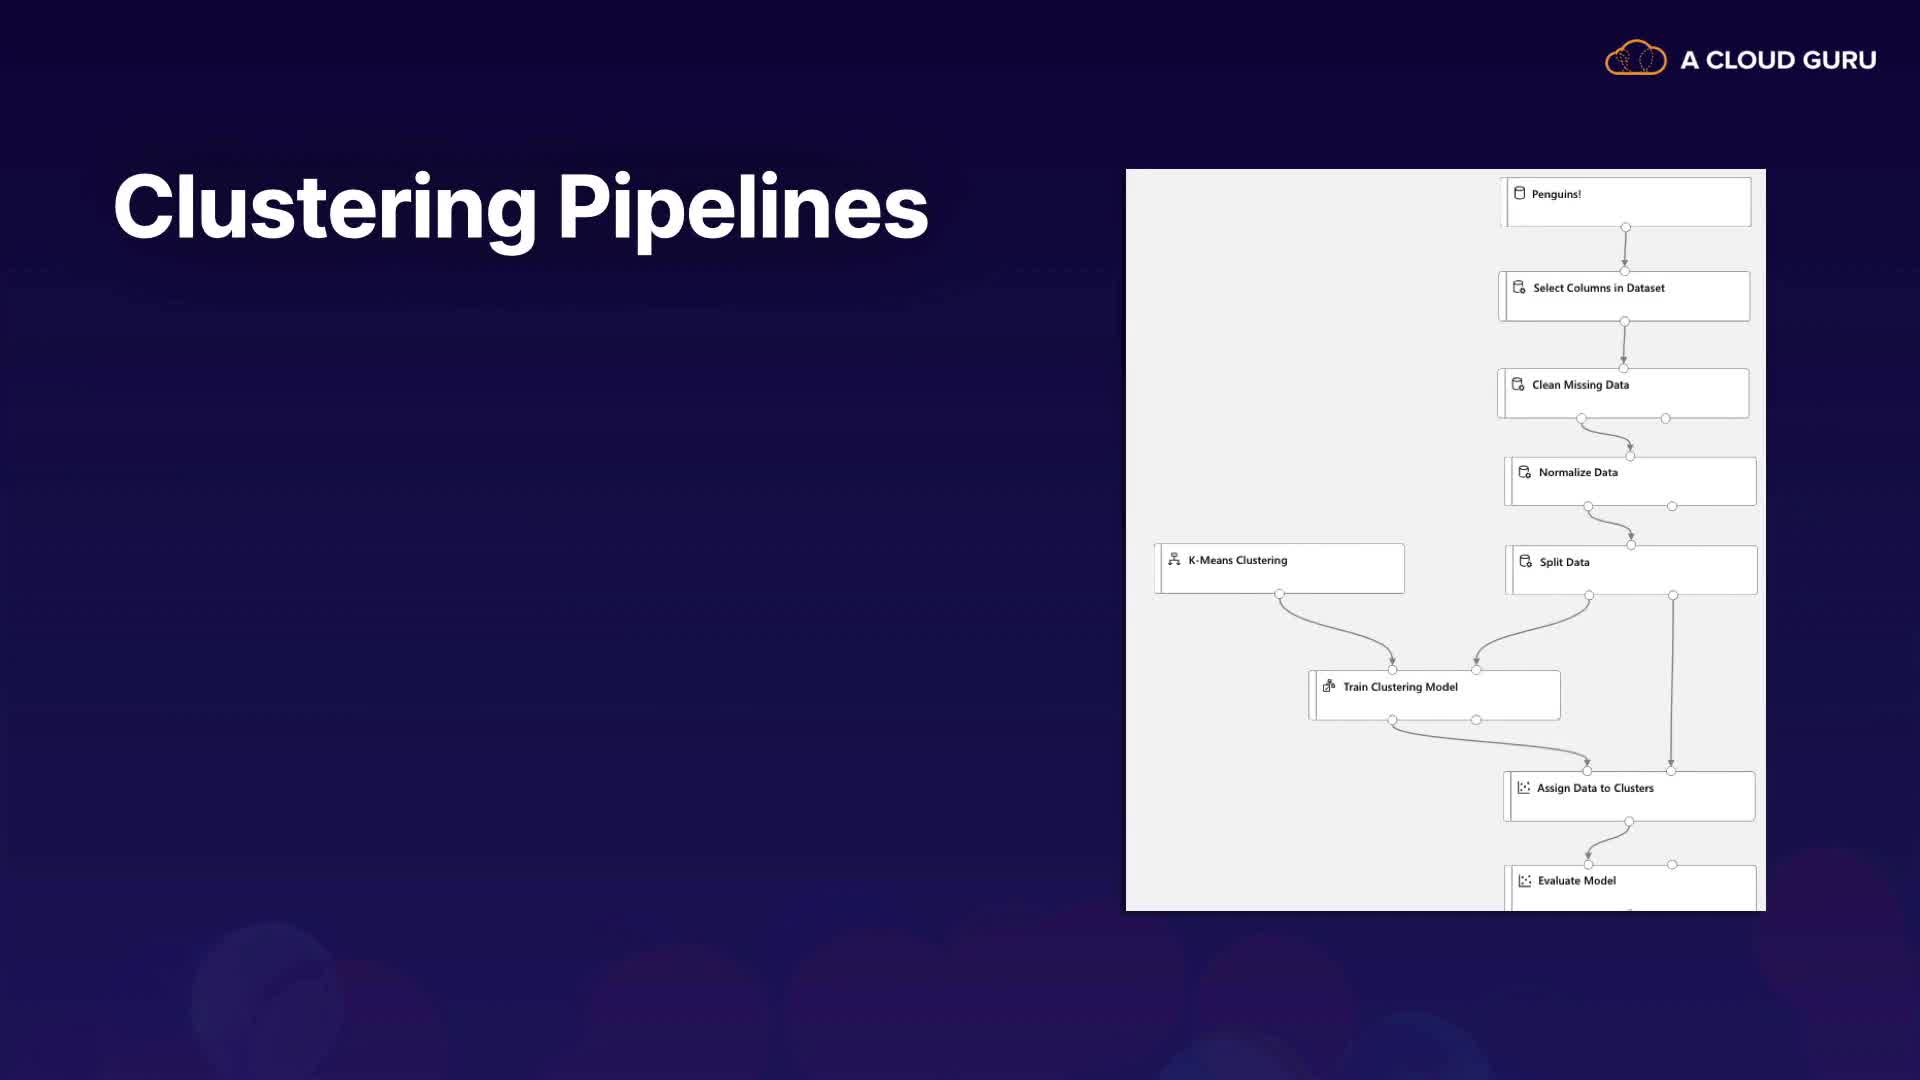 A CLOUD GURU
Clustering Pipelines
Penguins!
Select Columns in Dataset
Clean Missing Data
Normalize Data
K-Means Clustering
Split Data
Train Clustering Model
Assign Data to Clusters
Evaluate Model